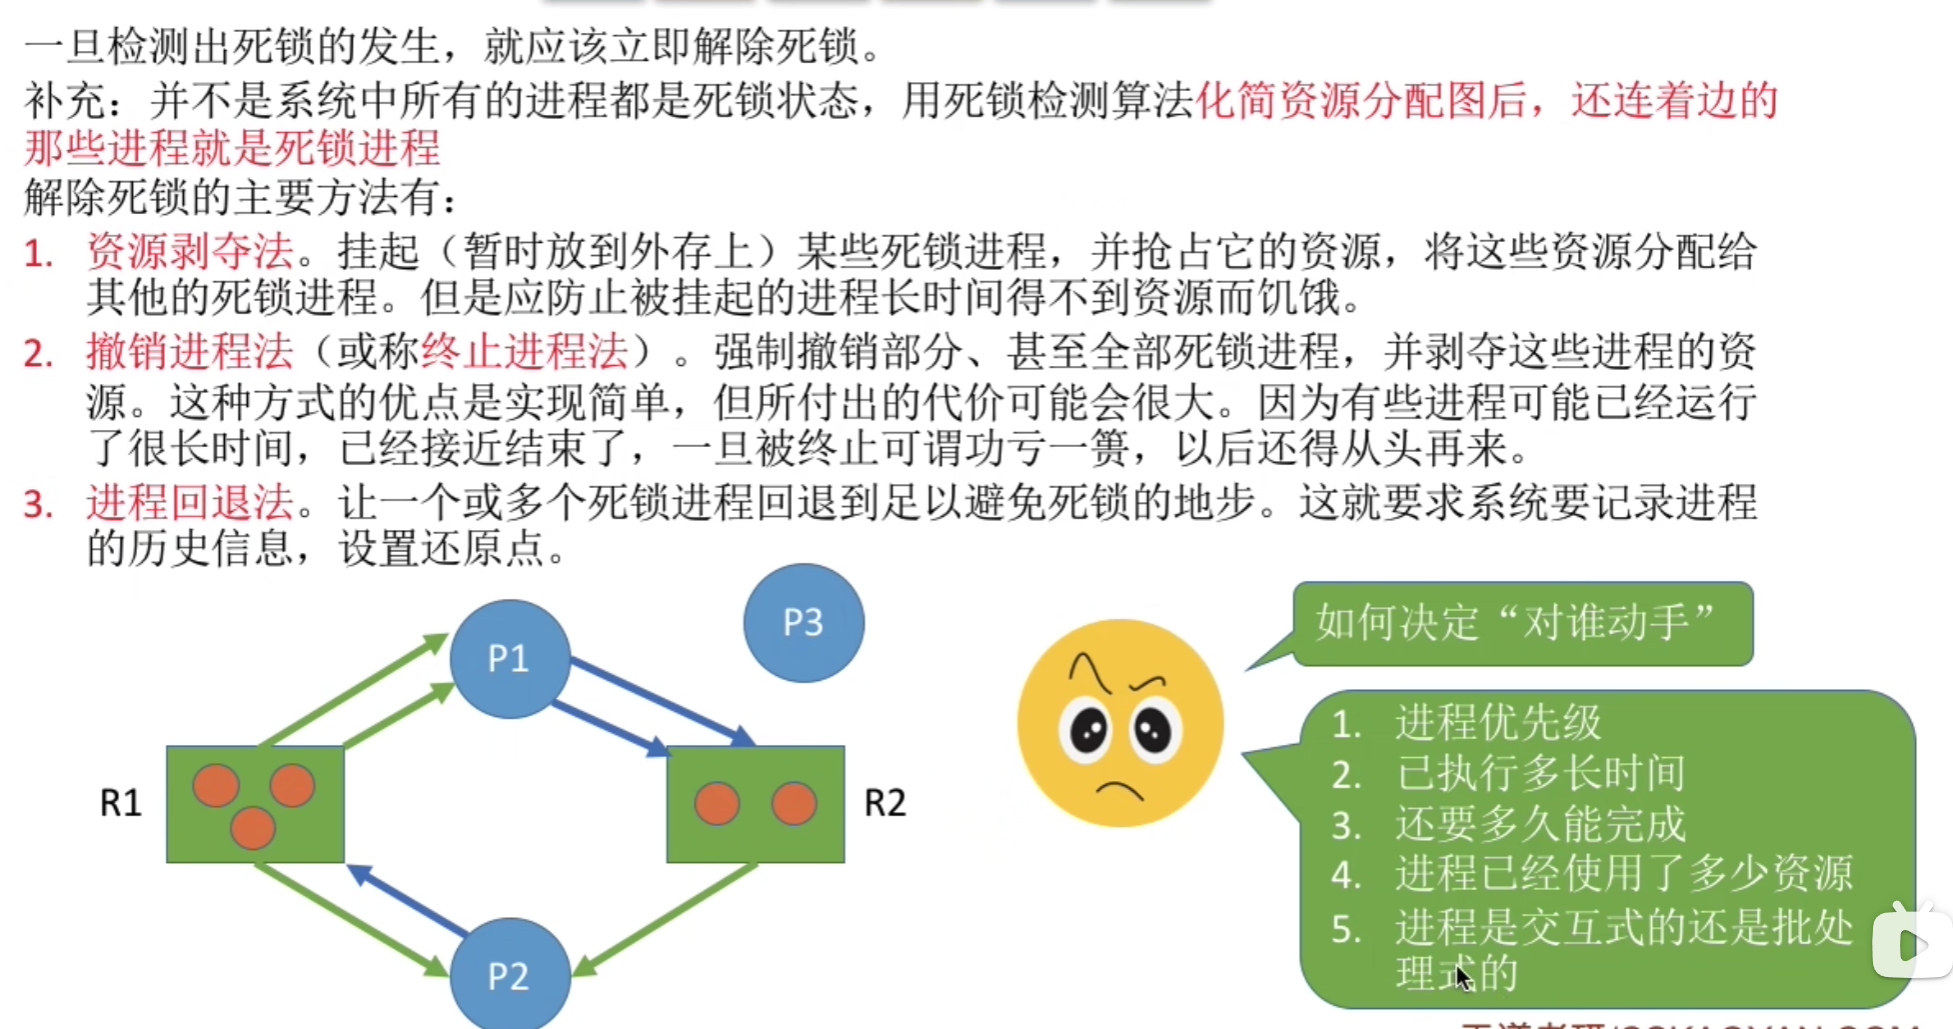 一旦检测出死锁的发生，就应该立即解除死锁。
补充：并不是系统中所有的进程都是死锁状态，用死锁检测算法化简资源分配图后，还连着边的
那些进程就是死锁进程
解除死锁的主要方法有：
1. 资源剥夺法。挂起（暂时放到外存上）某些死锁进程，并抢占它的资源，将这些资源分配给
其他的死锁进程。但是应防止被挂起的进程长时间得不到资源而饥饿。
2. 撤销进程法（或称终止进程法）。强制撤销部分、甚至全部死锁进程，并剥夺这些进程的资
源。这种方式的优点是实现简单，但所付出的代价可能会很大。因为有些进程可能已经运行
了很长时间，已经接近结束了，一旦被终止可谓功亏一篑，以后还得从头再来。
3. 进程回退法。让一个或多个死锁进程回退到足以避免死锁的地步。这就要求系统要记录进程
的历史信息，设置还原点。
P1
P3
R1
R2
P2
如何决定“对谁动手”
1. 进程优先级
2. 已执行多长时间
3. 还要多久能完成
4. 进程已经使用了多少资源
5. 进程是交互式的还是批处
理式的